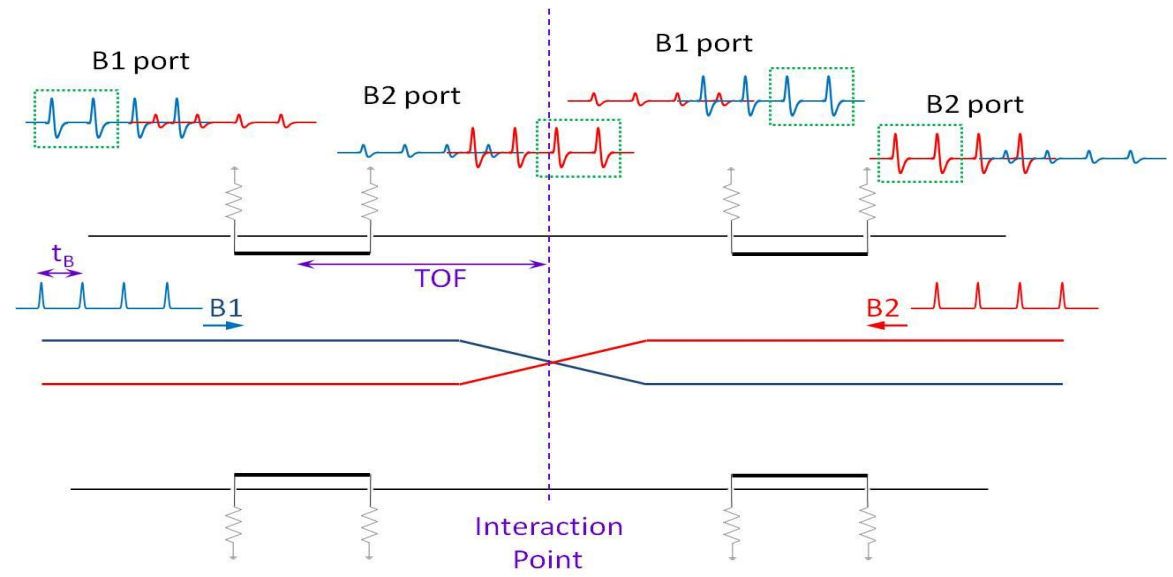 B1 port
B2 port
B1 port
B2 port
TOF
t_B
B1
B2
Interaction
Point